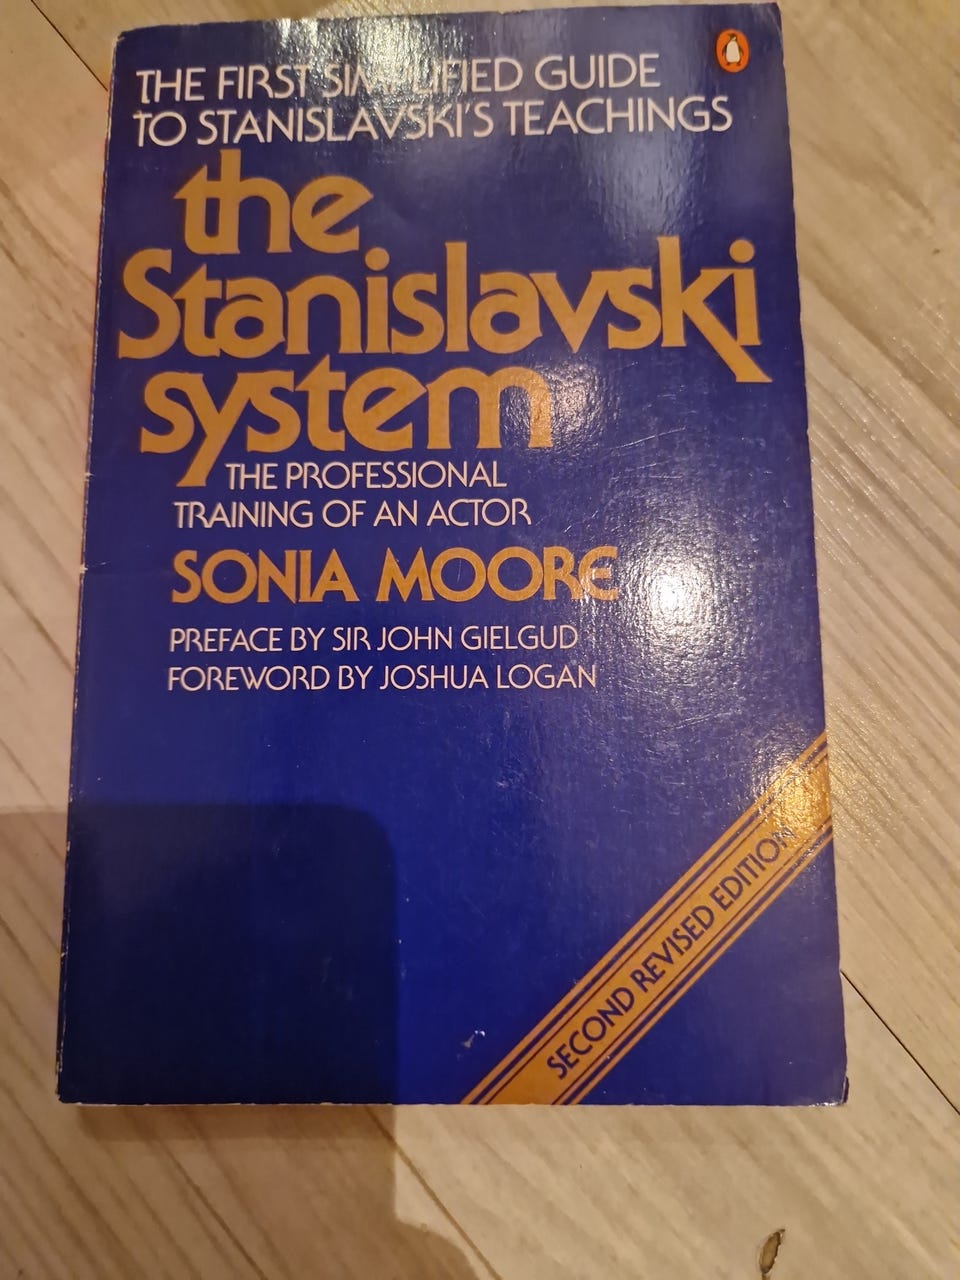 THE FIRST SIMPLIFIED GUIDE
TO STANISLAVSKI'S TEACHINGS
the
Stanislavski
system
THE PROFESSIONAL
TRAINING OF AN ACTOR
SONIA MOORE
PREFACE BY SIR JOHN GIELGUD
FOREWORD BY JOSHUA LOGAN
SECOND REVISED EDITION